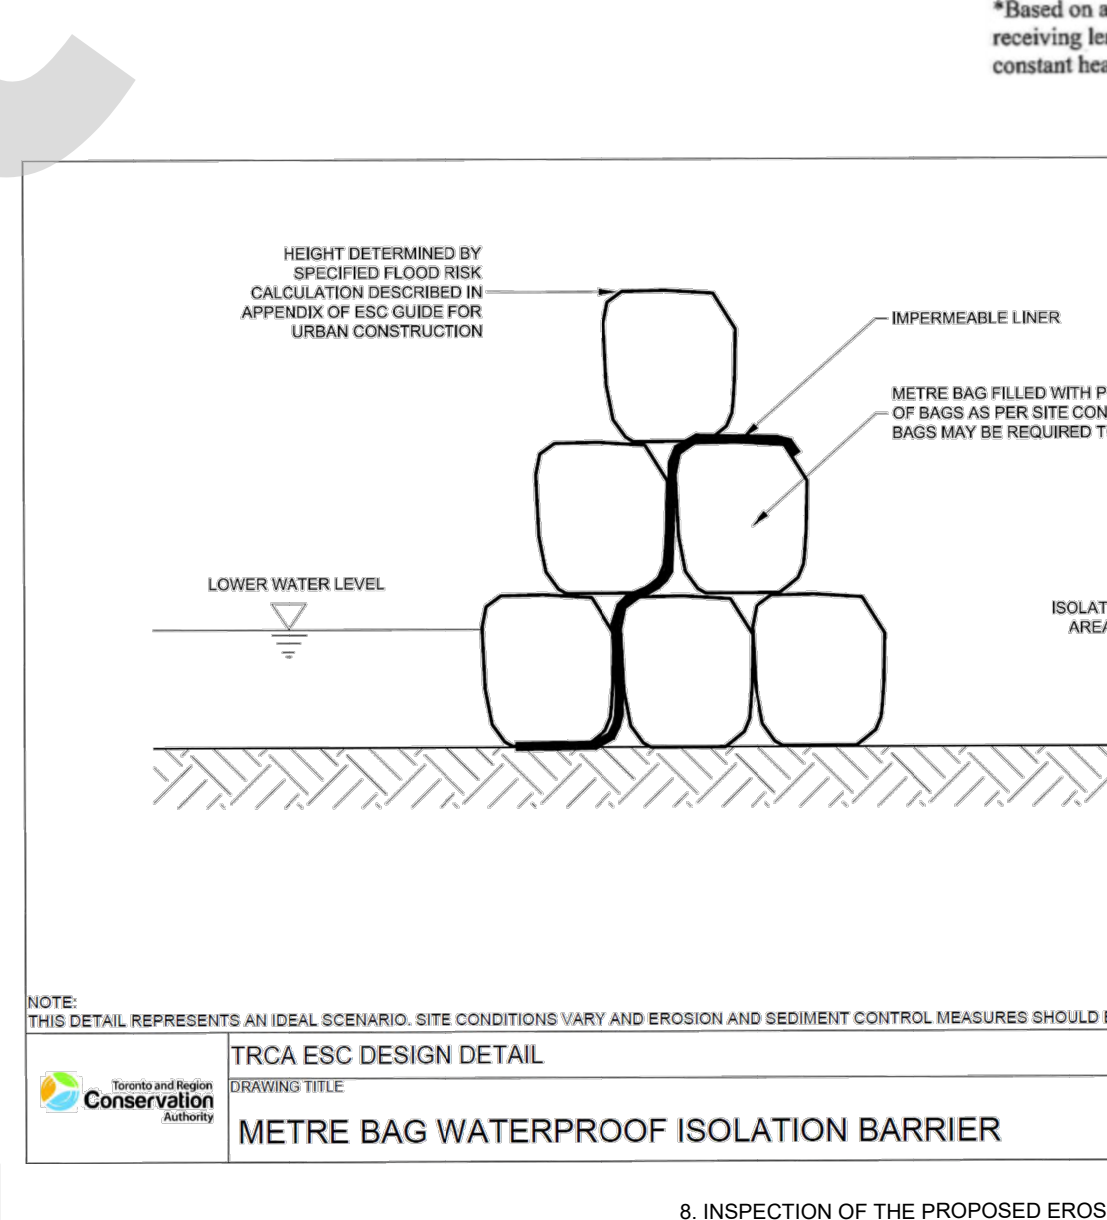 *Based on a
receiving
constant
HEIGHT DETERMINED BY
SPECIFIED FLOOD RISK
CALCULATION DESCRIBED IN
APPENDIX OF ESC GUIDE FOR
URBAN CONSTRUCTION
IMPERMEABLE LINER
METRE BAG FILLED WITH P
OF BAGS AS PER SITE CON
BAGS MAY BE REQUIRED T
LOWER WATER LEVEL
ISOLAT
AREA
NOTE:
THIS DETAIL REPRESENTS AN IDEAL SCENARIO. SITE CONDITIONS VARY AND EROSION AND SEDIMENT CONTROL MEASURES SHOULD
TRCA ESC DESIGN DETAIL
Toronto and Region
Conservation
Authority
DRAWING TITLE
METRE BAG WATERPROOF ISOLATION BARRIER
8. INSPECTION OF THE PROPOSED EROS